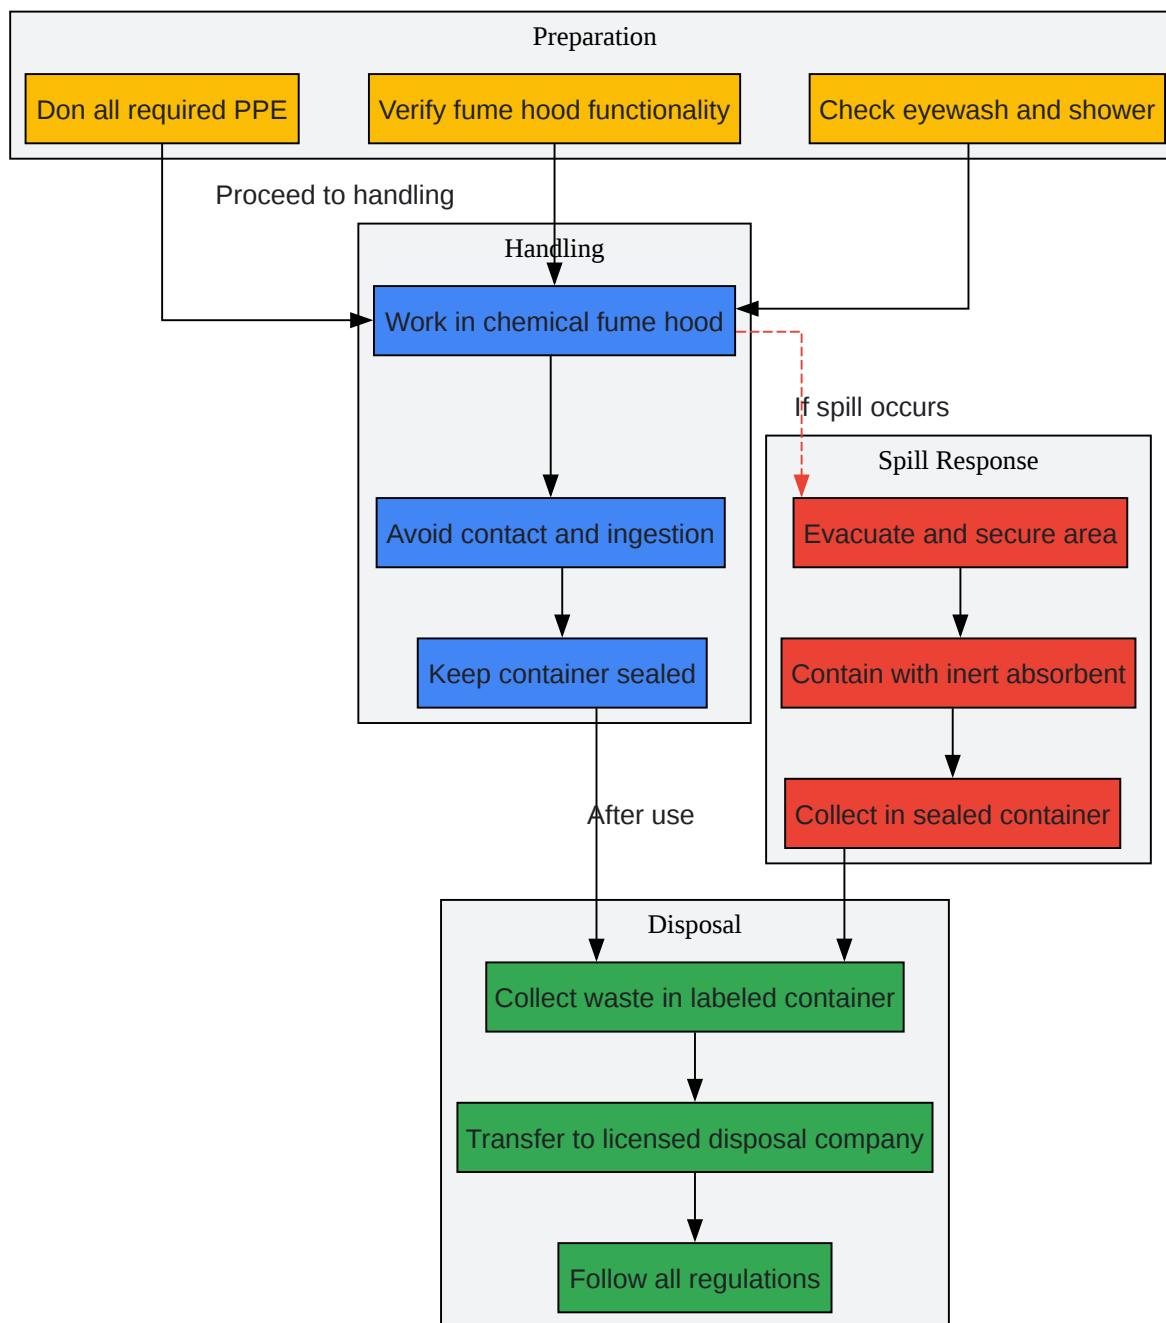 Preparation
Don all required PPE
Verify fume hood functionality
Check eyewash and shower
Proceed to handling
Handling
Work in chemical fume hood
If spill occurs
Spill Response
Avoid contact and ingestion
Evacuate and secure area
Keep container sealed
Contain with inert absorbent
After use
Collect in sealed container
Disposal
Collect waste in labeled container
Transfer to licensed disposal company
Follow all regulations